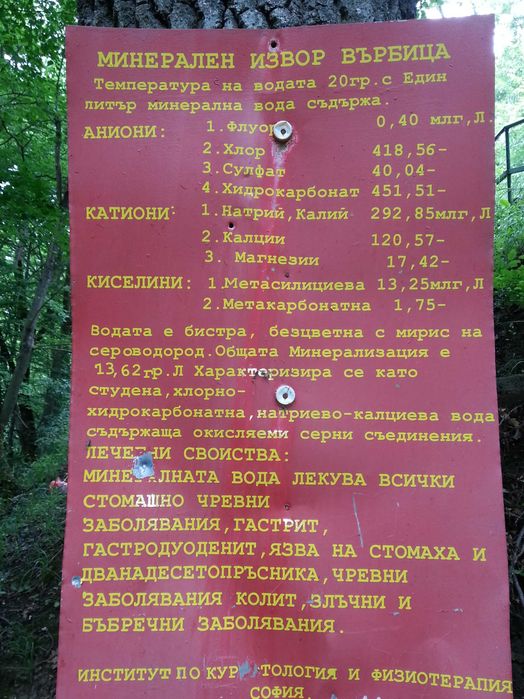 МИНЕРАЛЕН ИЗВОР ВЪРБИЦА
Температура на водата 20гр.с Един
литър минерална вода съдържа.
АНИОНИ: 1.Флуор 0,40 млг,Л.
2.Хлор 418,56-
3.Сулфат 40,04-
4.Хидрокарбонат 451,51-
КАТИОНИ: 1.Натрий,Калий 292,85млг,Л
2.Калции 120,57-
3. Магнезии 17,42-
КИСЕЛИНИ: 1.Метасилициева 13,25млг,Л
2.Метакарбонатна 1,75-
Водата е бистра, безцветна с мирис на
сероводород.Общата Минерализация е
13,62гр.Л Характеризира се като
студена,хлорно-
хидрокарбонатна,натриево-калциева вода
съдържаща окисляеми серни съединения.
ЛЕЧЕБНИ СВОИСТВА:
МИНЕРАЛНАТА ВОДА ЛЕКУВА ВСИЧКИ
СТОМАШНО ЧРЕВНИ
ЗАБОЛЯВАНИЯ,ГАСТРИТ,
ГАСТРОДУОДЕНИТ,ЯЗВА НА СТОМАХА И
ДВАНАДЕСЕТОПРЪСНИКА,ЧРЕВНИ
ЗАБОЛЯВАНИЯ КОЛИТ,ЗЛЪЧНИ И
БЪБРЕЧНИ ЗАБОЛЯВАНИЯ.
ИНСТИТУТ ПО КУРОРТОЛОГИЯ И ФИЗИОТЕРАПИЯ
СОФИЯ